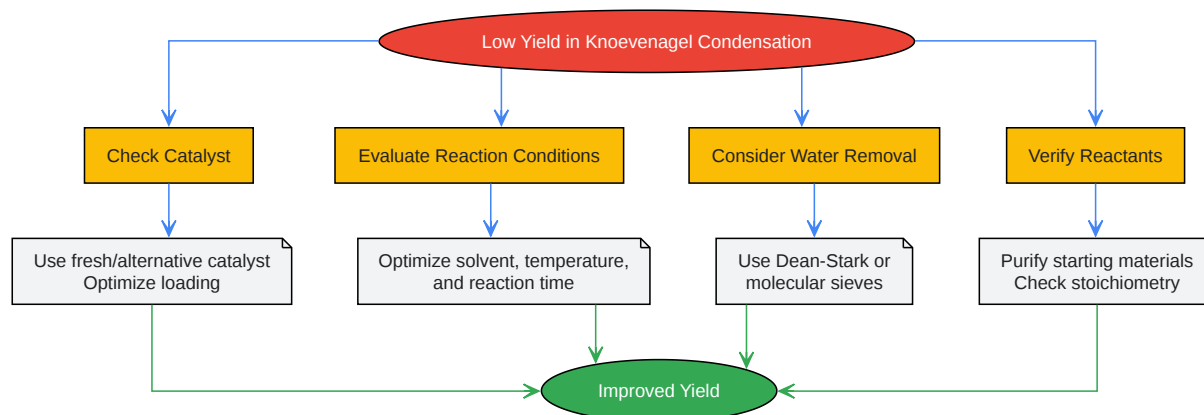 Low Yield in Knoevenagel Condensation
Check Catalyst
Evaluate Reaction Conditions
Consider Water Removal
Verify Reactants
Use fresh/alternative catalyst
Optimize loading
Optimize solvent, temperature,
and reaction time
Use Dean-Stark or
molecular sieves
Purify starting materials
Check stoichiometry
Improved Yield